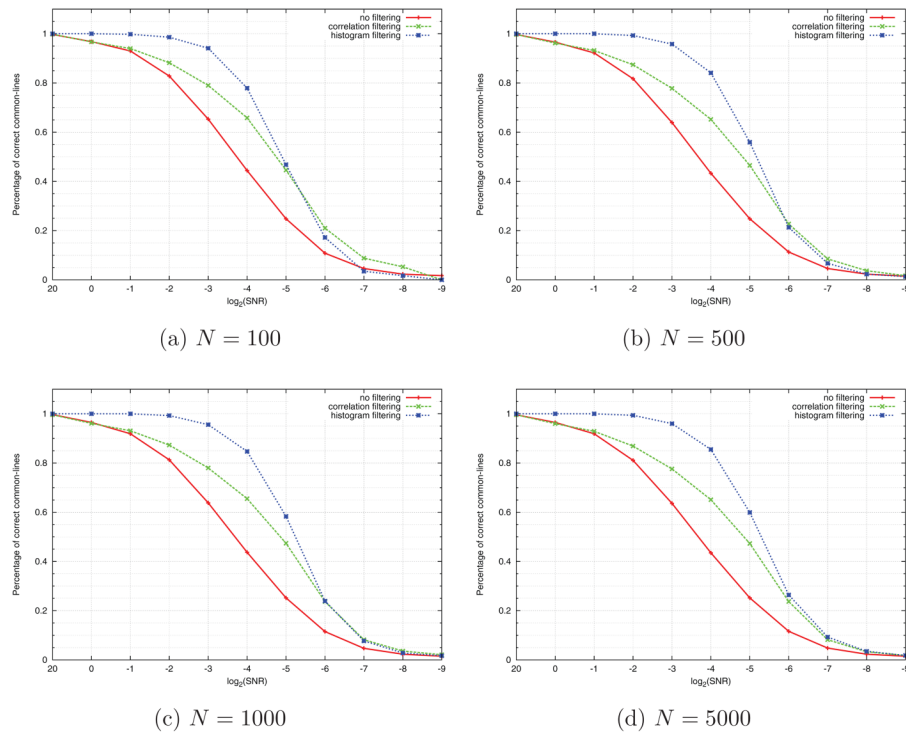 no filtering
correlation filtering
histogram filtering
Percentage of correct common-lines
1
0.8
0.6
0.4
0.2
0
20 0 -1 -2 -3 -4 -5 -6 -7 -8 -9
log2(SNR)
(a) N = 100
no filtering
correlation filtering
histogram filtering
Percentage of correct common-lines
1
0.8
0.6
0.4
0.2
0
20 0 -1 -2 -3 -4 -5 -6 -7 -8 -9
log2(SNR)
(b) N = 500
no filtering
correlation filtering
histogram filtering
Percentage of correct common-lines
1
0.8
0.6
0.4
0.2
0
20 0 -1 -2 -3 -4 -5 -6 -7 -8 -9
log2(SNR)
(c) N = 1000
no filtering
correlation filtering
histogram filtering
Percentage of correct common-lines
1
0.8
0.6
0.4
0.2
0
20 0 -1 -2 -3 -4 -5 -6 -7 -8 -9
log2(SNR)
(d) N = 5000